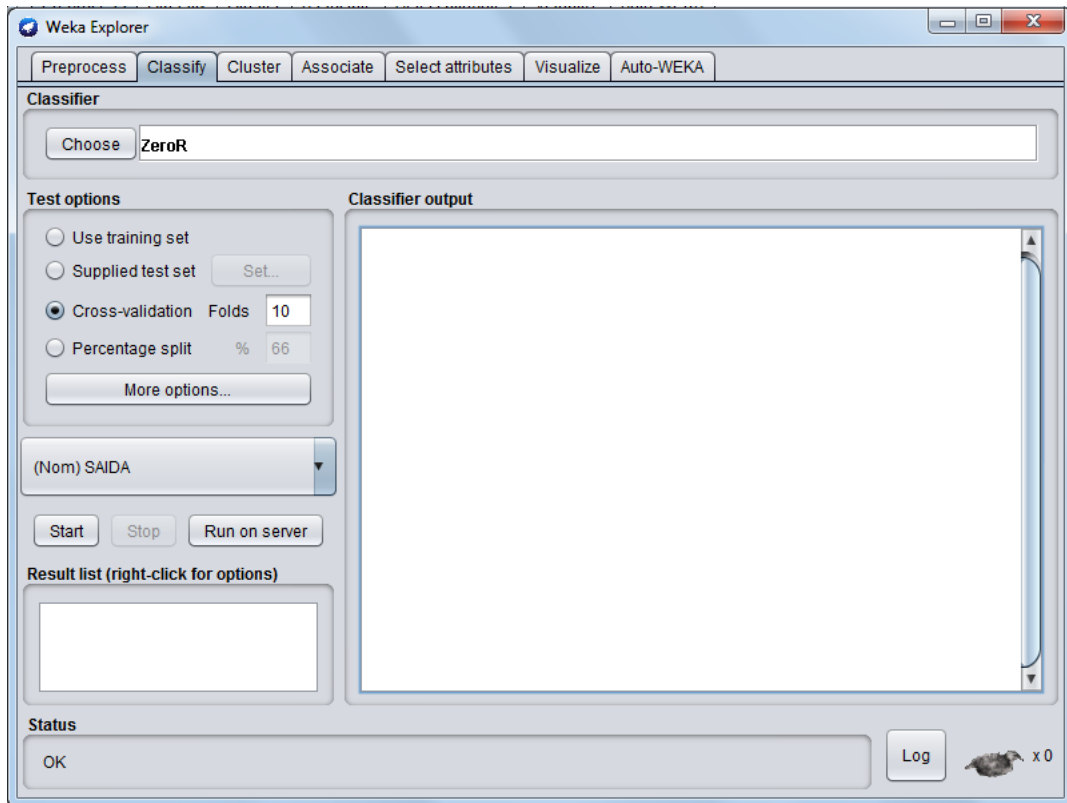 Weka Explorer
Preprocess Classify Cluster Associate Select attributes Visualize Auto-WEKA
Classifier
Choose ZeroR
Test options
Use training set
Supplied test set Set...
Cross-validation Folds 10
Percentage split % 66
More options...
(Nom) SAIDA
Start Stop Run on server
Result list (right-click for options)
Classifier output
Status
OK
Log x 0